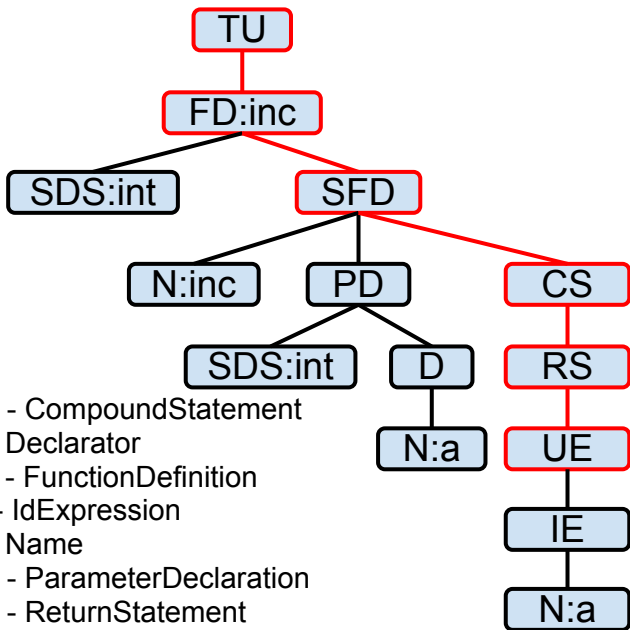 TU
FD:inc
SDS:int
SFD
N:inc
PD
CS
SDS:int
D
RS
- CompoundStatement
Declarator
N:a
UE
- FunctionDefinition
- IdExpression
IE
Name
- ParameterDeclaration
- ReturnStatement
N:a